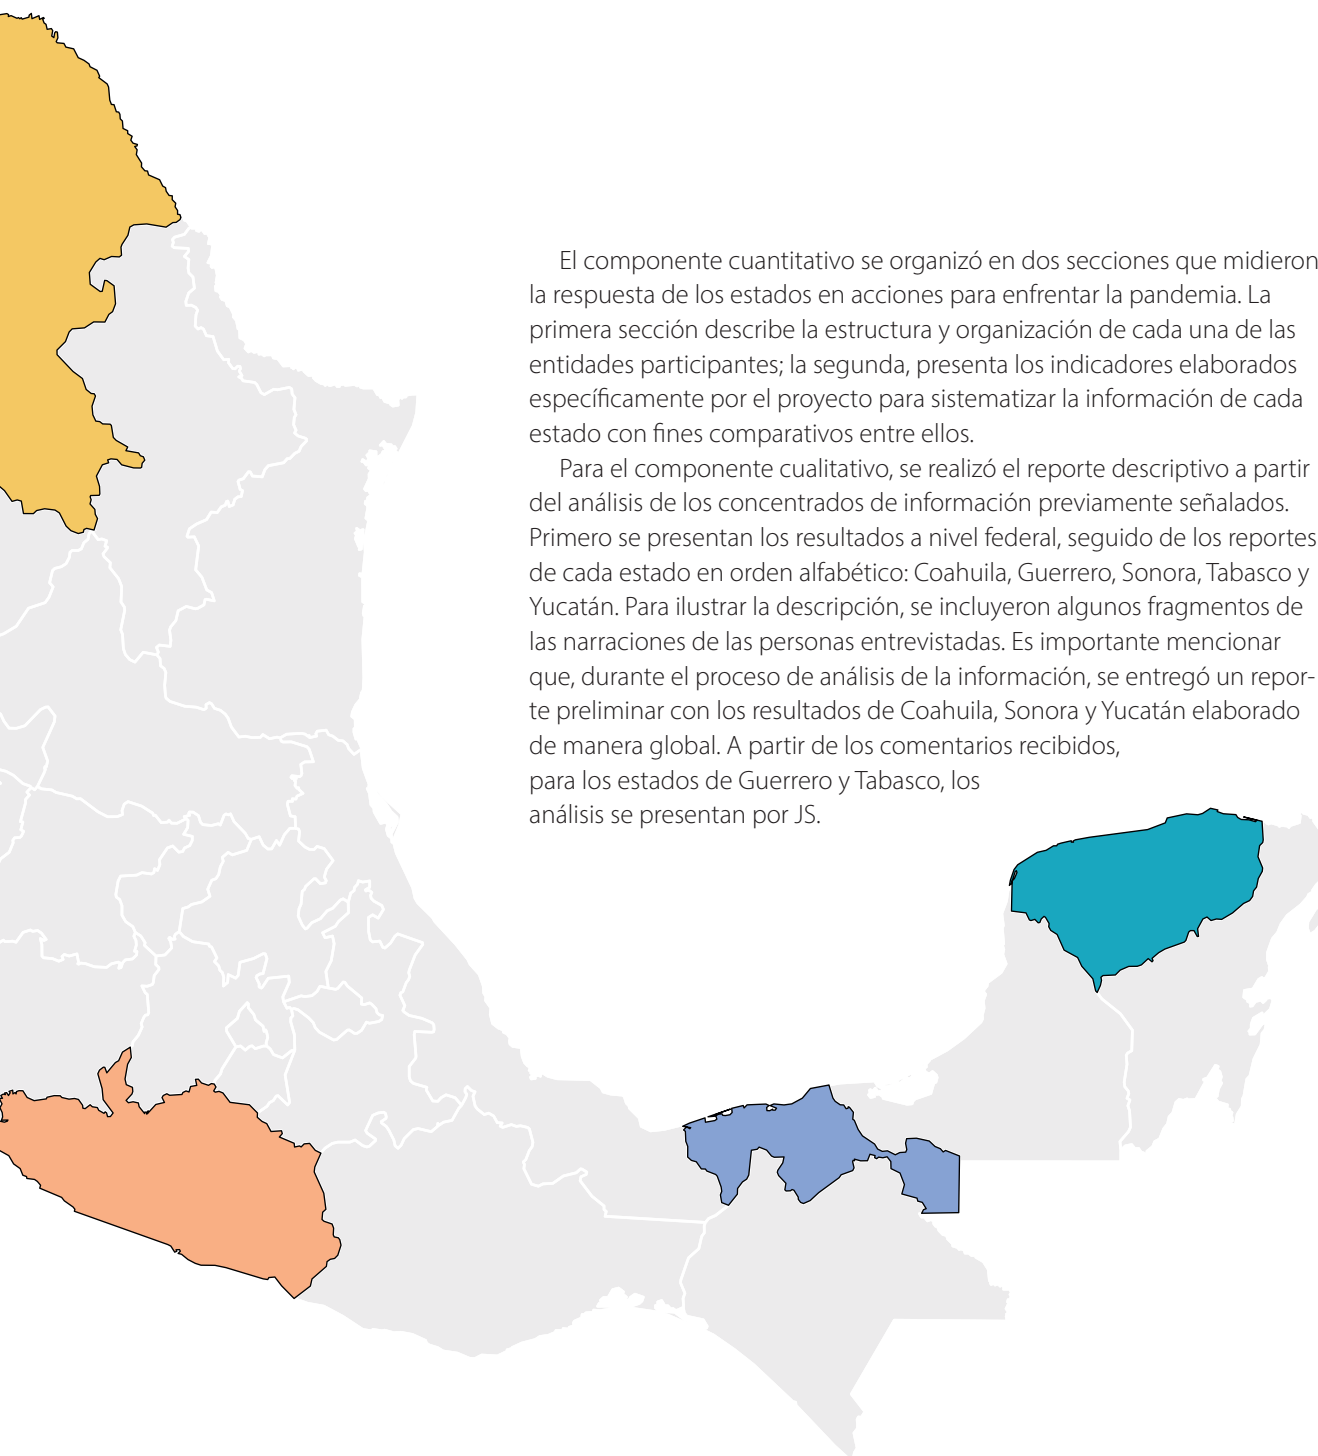 El componente cuantitativo se organizó en dos secciones que midieron
la respuesta de los estados en acciones para enfrentar la pandemia. La
primera sección describe la estructura y organización de cada una de las
entidades participantes; la segunda, presenta los indicadores elaborados
específicamente por el proyecto para sistematizar la información de cada
estado con fines comparativos entre ellos.
Para el componente cualitativo, se realizó el reporte descriptivo a partir
del análisis de los concentrados de información previamente señalados.
Primero se presentan los resultados a nivel federal, seguido de los reportes
de cada estado en orden alfabético: Coahuila, Guerrero, Sonora, Tabasco y
Yucatán. Para ilustrar la descripción, se incluyeron algunos fragmentos de
las narraciones de las personas entrevistadas. Es importante mencionar
que, durante el proceso de análisis de la información, se entregó un repor-
te preliminar con los resultados de Coahuila, Sonora y Yucatán elaborado
de manera global. A partir de los comentarios recibidos,
para los estados de Guerrero y Tabasco, los
análisis se presentan por JS.